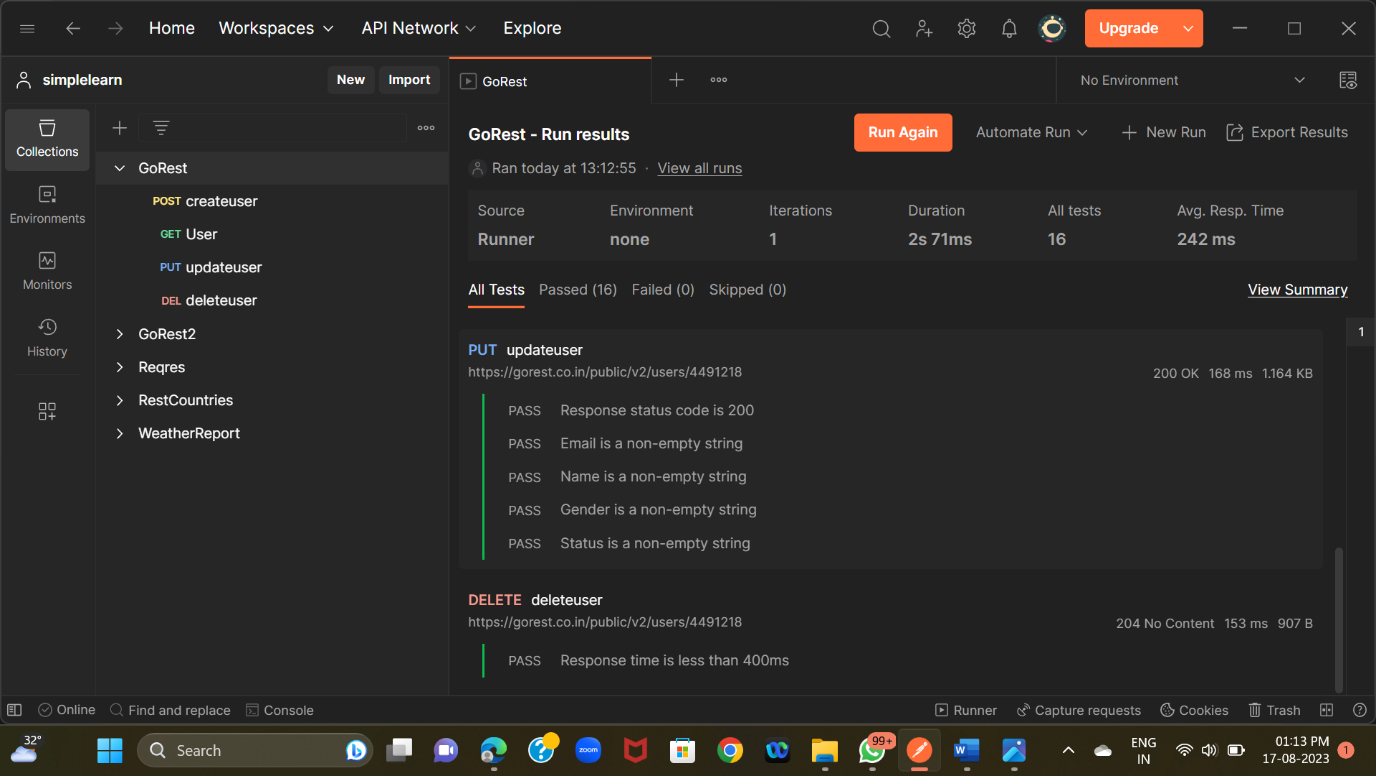 Home Workspaces API Network Explore Upgrade
simplelearn New Import GoRest No Environment
Collections
Environments
Monitors
History
GoRest
POST createuser
GET User
PUT updateuser
DEL deleteuser
GoRest2
Reqres
RestCountries
WeatherReport
GoRest - Run results Run Again Automate Run New Run Export Results
Ran today at 13:12:55 · View all runs
Source Environment Iterations Duration All tests Avg. Resp. Time
Runner none 1 2s 71ms 16 242 ms
All Tests Passed (16) Failed (0) Skipped (0) View Summary
1
PUT updateuser
https://gorest.co.in/public/v2/users/4491218 200 OK 168 ms 1.164 KB
PASS Response status code is 200
PASS Email is a non-empty string
PASS Name is a non-empty string
PASS Gender is a non-empty string
PASS Status is a non-empty string
DELETE deleteuser
https://gorest.co.in/public/v2/users/4491218 204 No Content 153 ms 907 B
PASS Response time is less than 400ms
Online Find and replace Console Runner Capture requests Cookies Trash
32° Search zoom 99+ ENG 01:13 PM 1
IN 17-08-2023